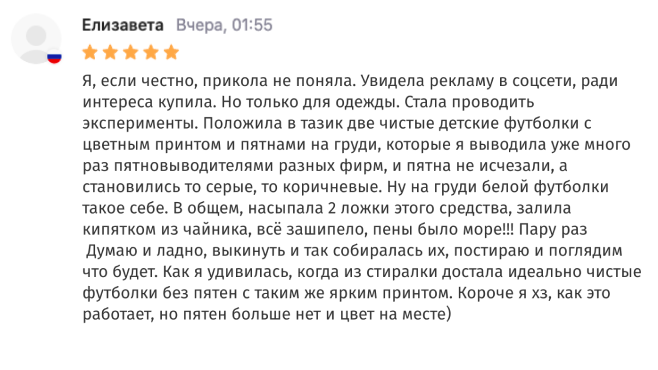 Елизавета Вчера, 01:55
Я, если честно, прикола не поняла. Увидела рекламу в соцсети, ради
интереса купила. Но только для одежды. Стала проводить
эксперименты. Положила в тазик две чистые детские футболки с
цветным принтом и пятнами на груди, которые я выводила уже много
раз пятновыводителями разных фирм, и пятна не исчезали, а
становились то серые, то коричневые. Ну на груди белой футболки
такое себе. В общем, насыпала 2 ложки этого средства, залила
кипятком из чайника, всё зашипело, пены было море!!! Пару раз
Думаю и ладно, выкинуть и так собиралась их, постираю и поглядим
что будет. Как я удивилась, когда из стиралки достала идеально чистые
футболки без пятен с таким же ярким принтом. Короче я хз, как это
работает, но пятен больше нет и цвет на месте)